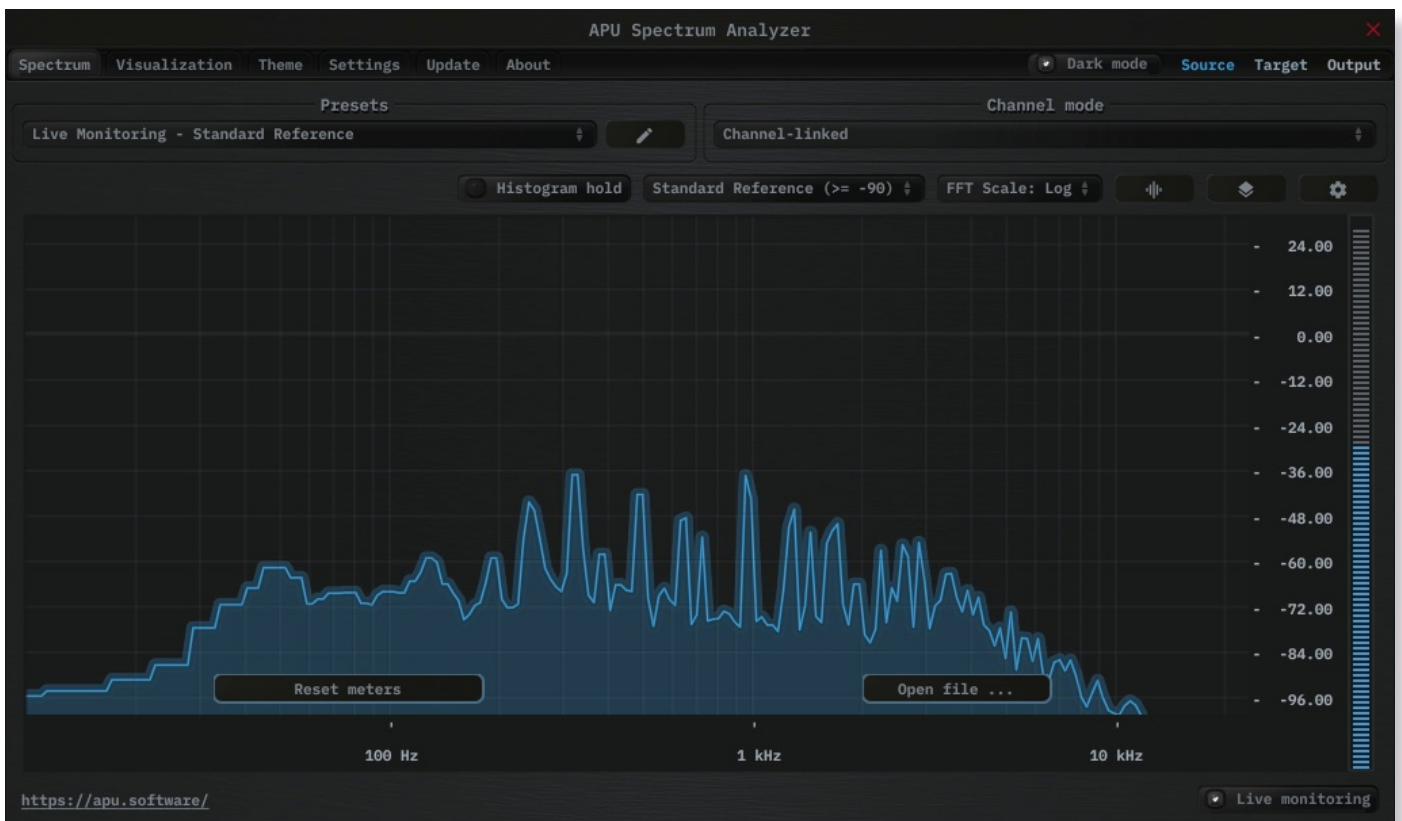 APU Spectrum Analyzer
Spectrum Visualization Theme Settings Update About Dark mode Source Target Output
Presets Channel mode
Live Monitoring - Standard Reference Channel-linked
Histogram hold Standard Reference (>= -90) FFT Scale: Log
- 24.00
- 12.00
- 0.00
- -12.00
- -24.00
- -36.00
- -48.00
- -60.00
- -72.00
- -84.00
Reset meters Open file ...
- -96.00
100 Hz 1 kHz 10 kHz
https://apu.software/ Live monitoring